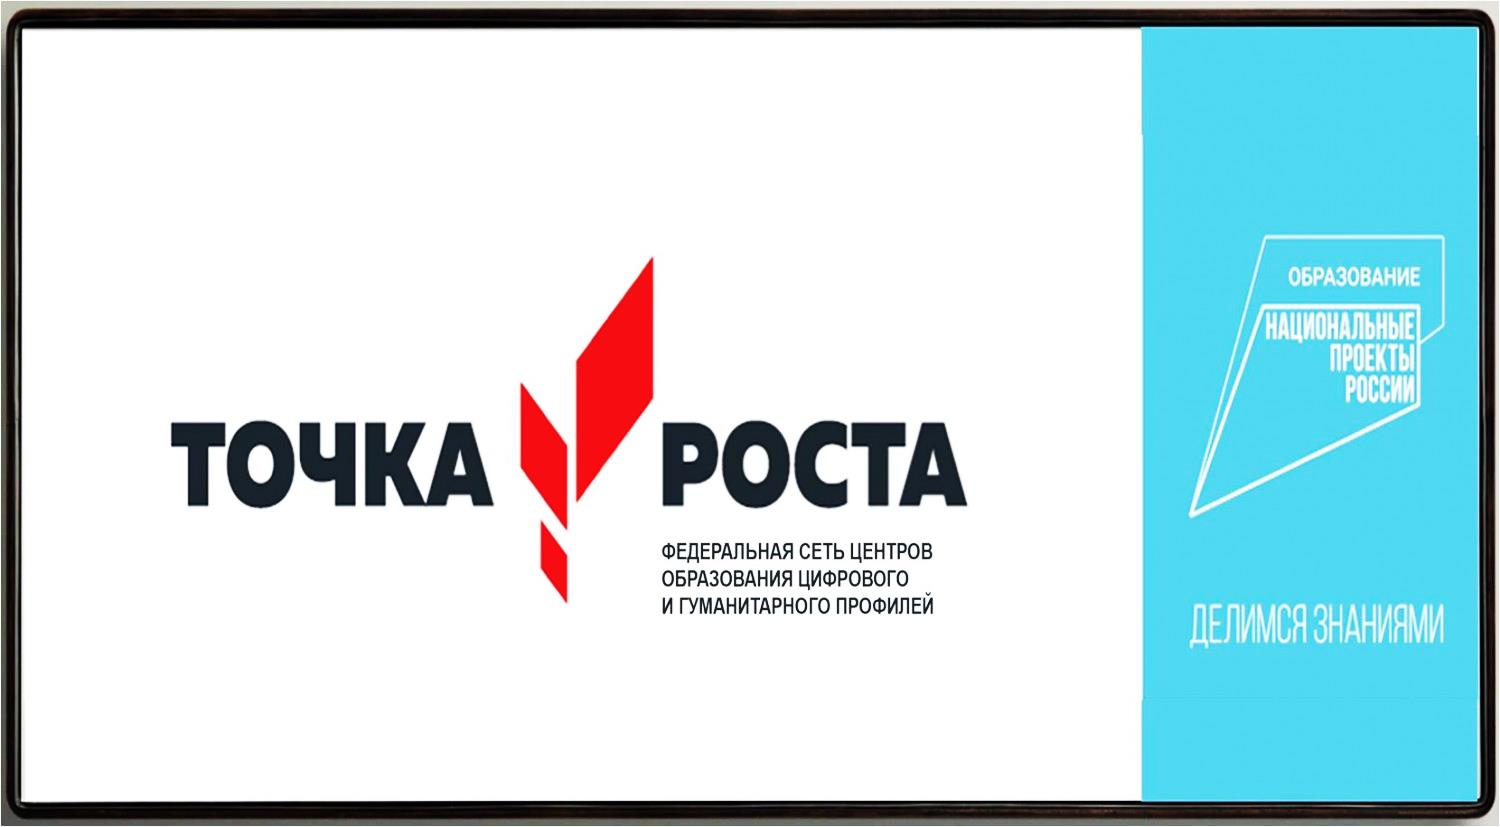 ТОЧКА РОСТА
ФЕДЕРАЛЬНАЯ СЕТЬ ЦЕНТРОВ
ОБРАЗОВАНИЯ ЦИФРОВОГО
И ГУМАНИТАРНОГО ПРОФИЛЕЙ
ОБРАЗОВАНИЕ
НАЦИОНАЛЬНЫЕ
ПРОЕКТЫ
РОССИИ
ДЕЛИМСЯ ЗНАНИЯМИ